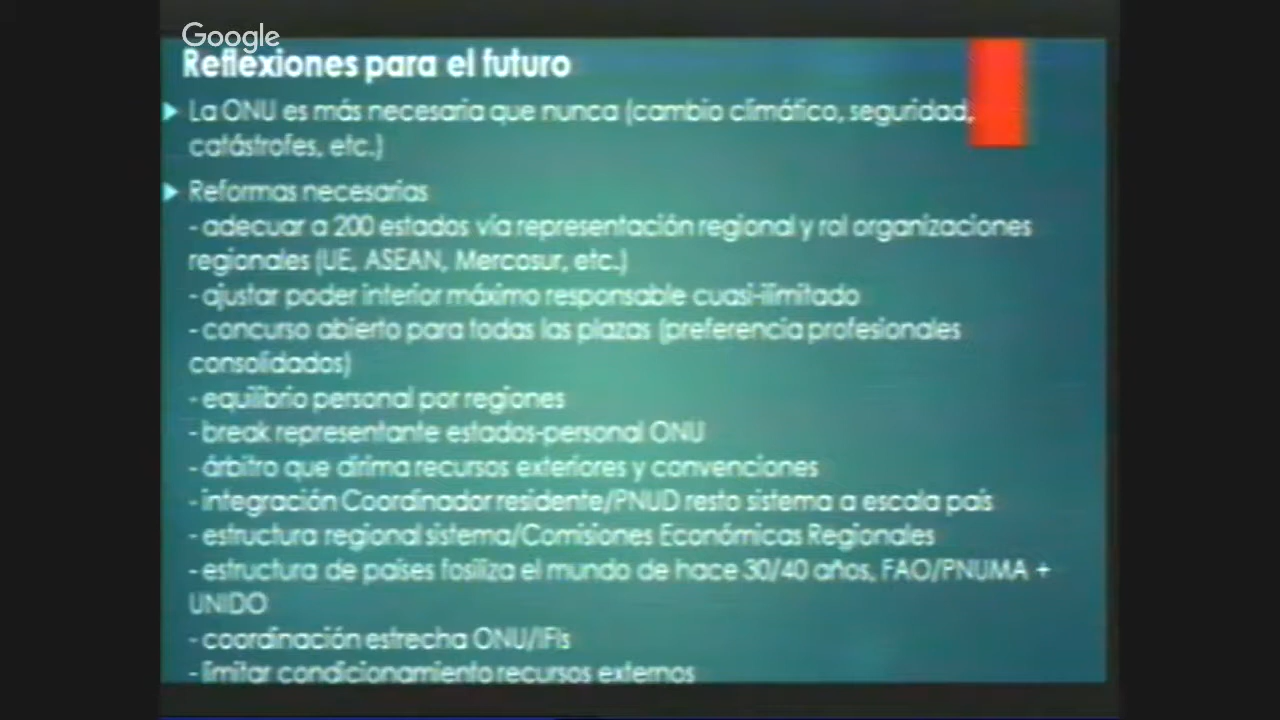 Google
Reflexiones para el futuro
La ONU es más necesaria que nunca (cambio climático, seguridad,
catástrofes, etc.)
Reformas necesarias
- adecuar a 200 estados vía representación regional y rol organizaciones
regionales (UE, ASEAN, Mercosur, etc.)
- ajustar poder interior máximo responsable cuasi-ilimitado
- concurso abierto para todas las plazas (preferencia profesionales
consolidados)
- equilibrio personal por regiones
- break representante estados-personal ONU
- árbitro que dirima recursos exteriores y convenciones
- integración Coordinador residente/PNUD resto sistema a escala país
- estructura regional sistema/Comisiones Económicas Regionales
- estructura de países fosiliza el mundo de hace 30/40 años, FAO/PNUMA +
UNIDO
- coordinación estrecha ONU/IFIs
- limitar condicionamiento recursos externos